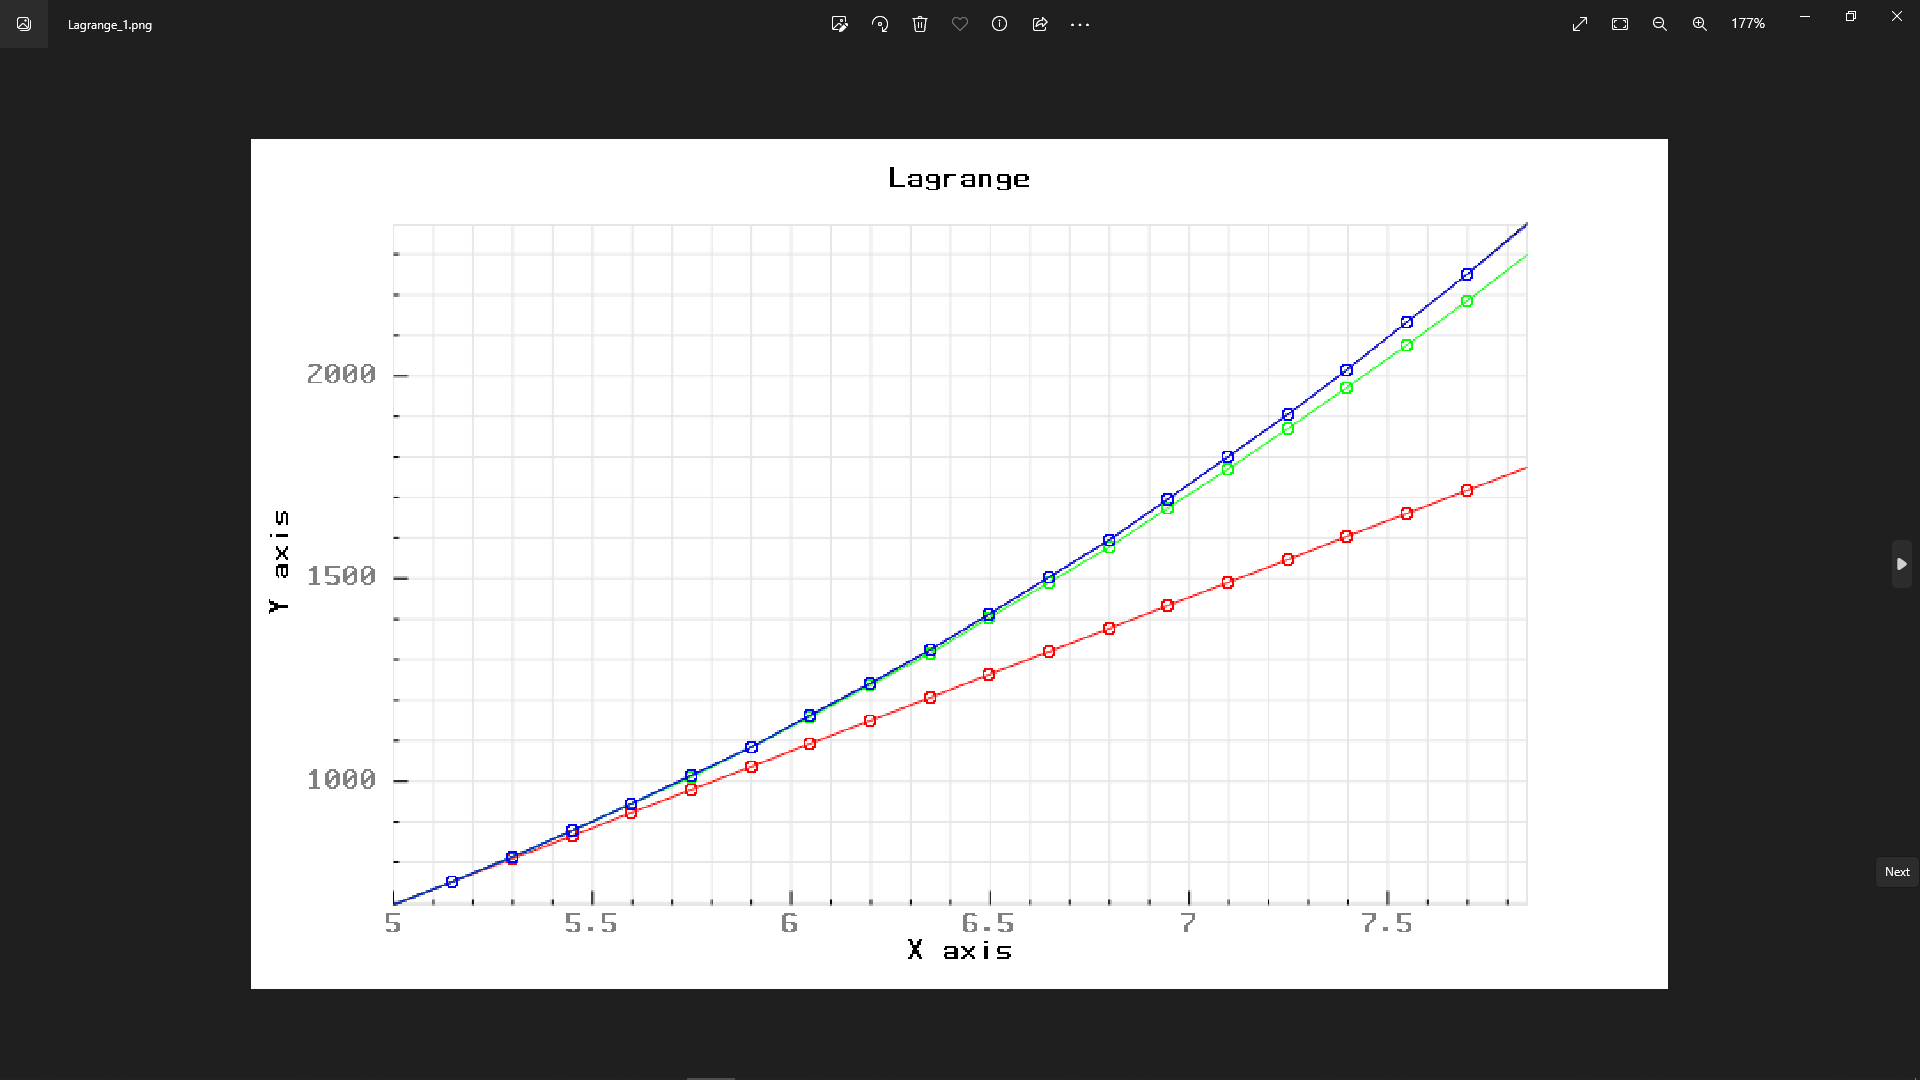 Lagrange_1.png
177%
Lagrange
2000
1500
1000
Y axis
5 5.5 6 6.5 7 7.5
X axis
Next